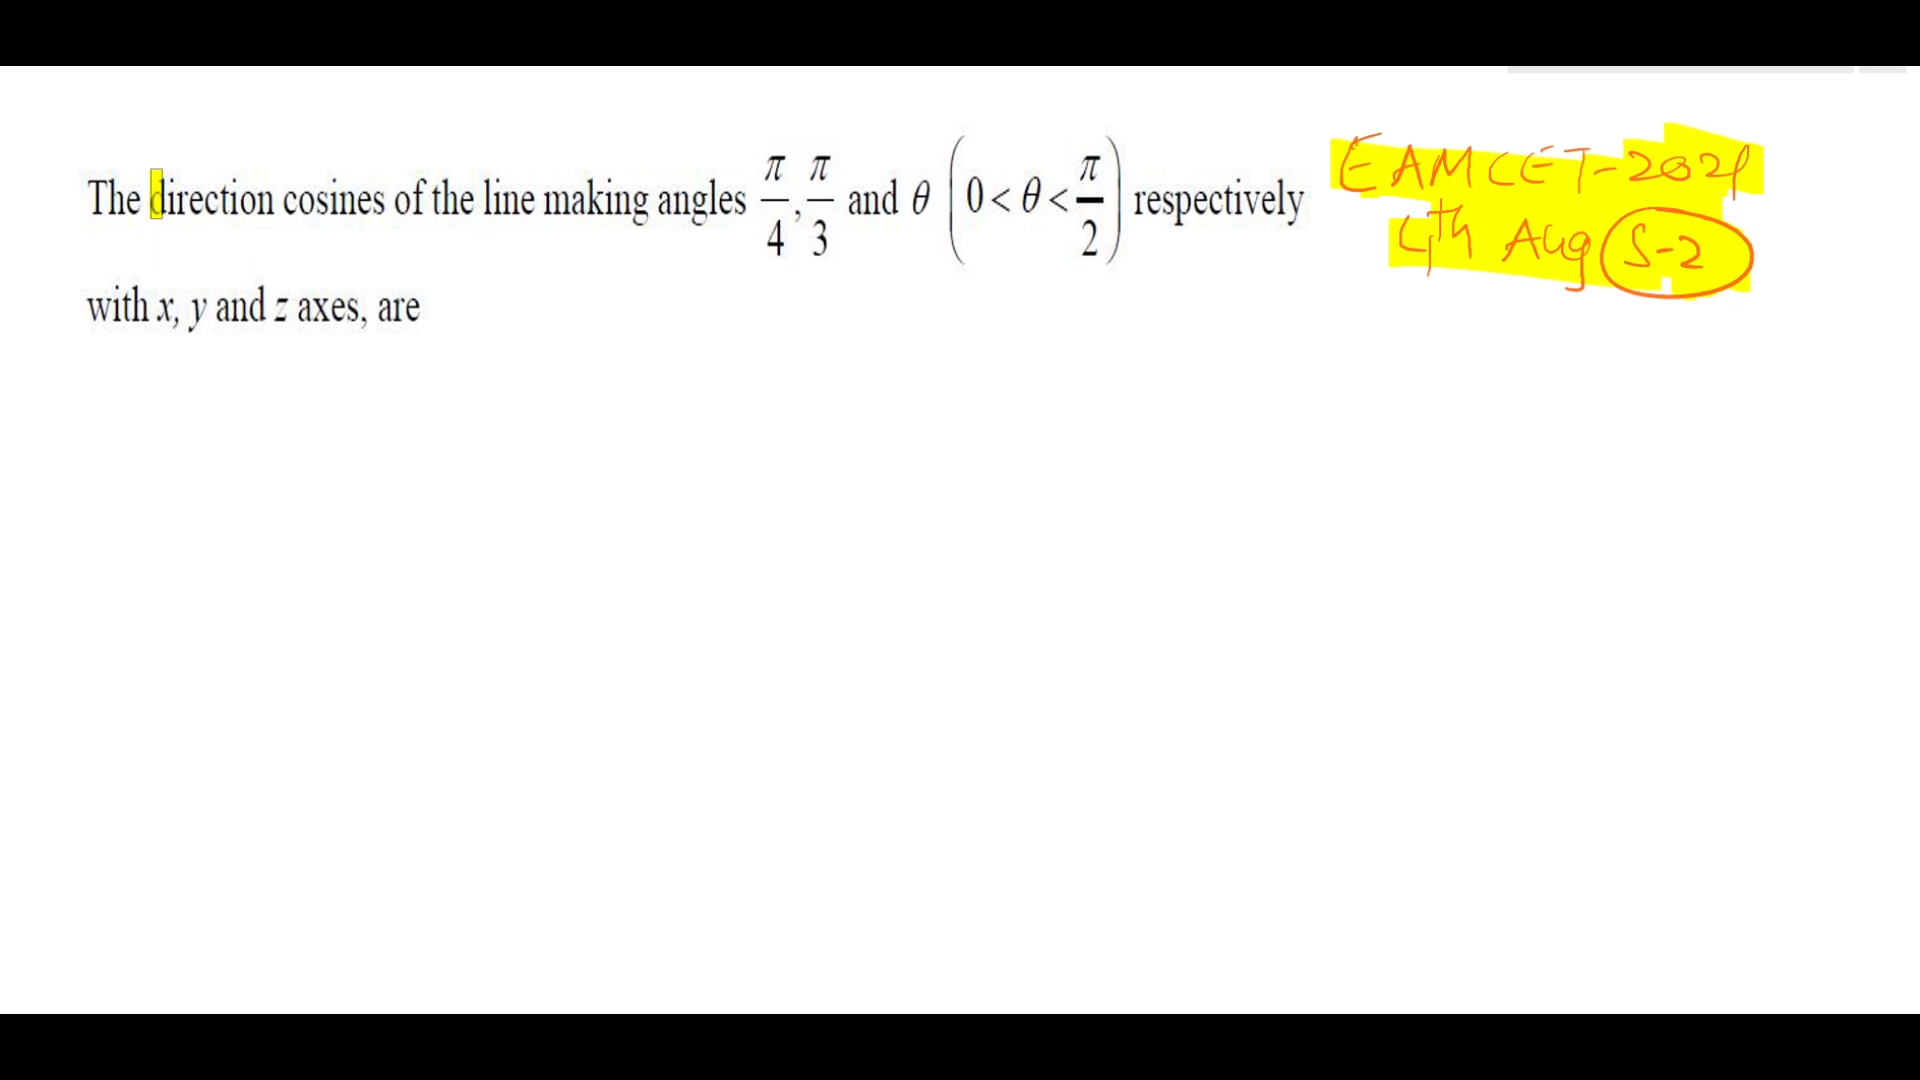 The direction cosines of the line making angles π/4, π/3 and θ (0 < θ < π/2) respectively
with x, y and z axes, are
EAMCET-2021
4th Aug S-2